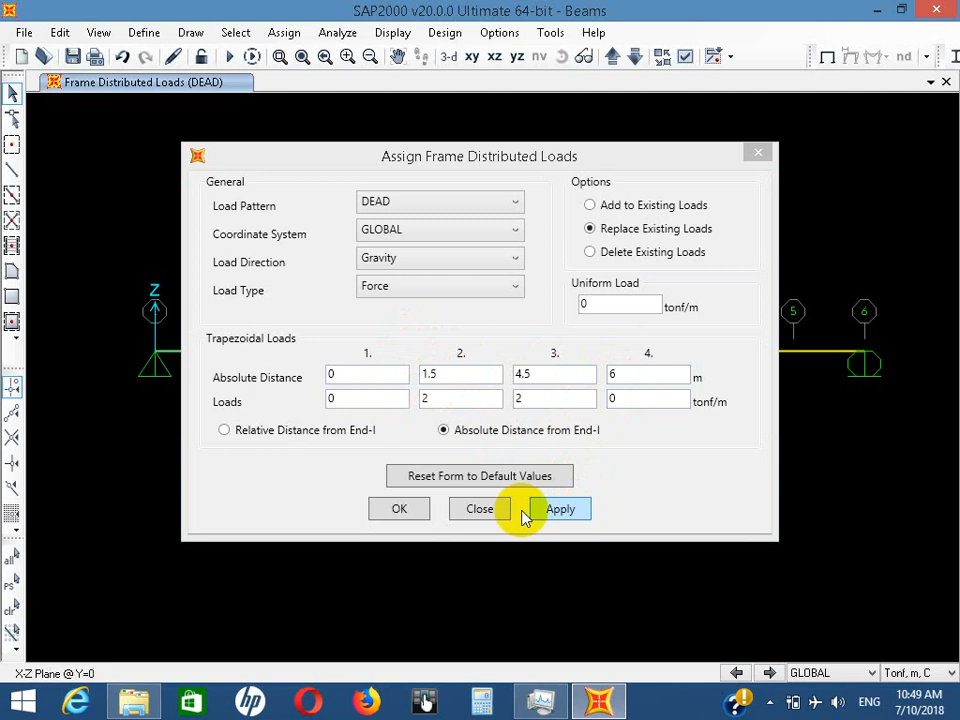 SAP2000 v20.0.0 Ultimate 64-bit - Beams
File Edit View Define Draw Select Assign Analyze Display Design Options Tools Help
3-d xy xz yz nv nd
Frame Distributed Loads (DEAD)
Assign Frame Distributed Loads
General
Load Pattern DEAD
Coordinate System GLOBAL
Load Direction Gravity
Load Type Force
Options
Add to Existing Loads
Replace Existing Loads
Delete Existing Loads
Uniform Load
0 tonf/m
Z
5 6
Trapezoidal Loads
1. 2. 3. 4.
Absolute Distance 0 1.5 4.5 6 m
Loads 0 2 2 0 tonf/m
Relative Distance from End-I Absolute Distance from End-I
Reset Form to Default Values
OK Close Apply
all
ps
clr
X-Z Plane @ Y=0 GLOBAL Tonf, m, C
ENG
10:49 AM
7/10/2018